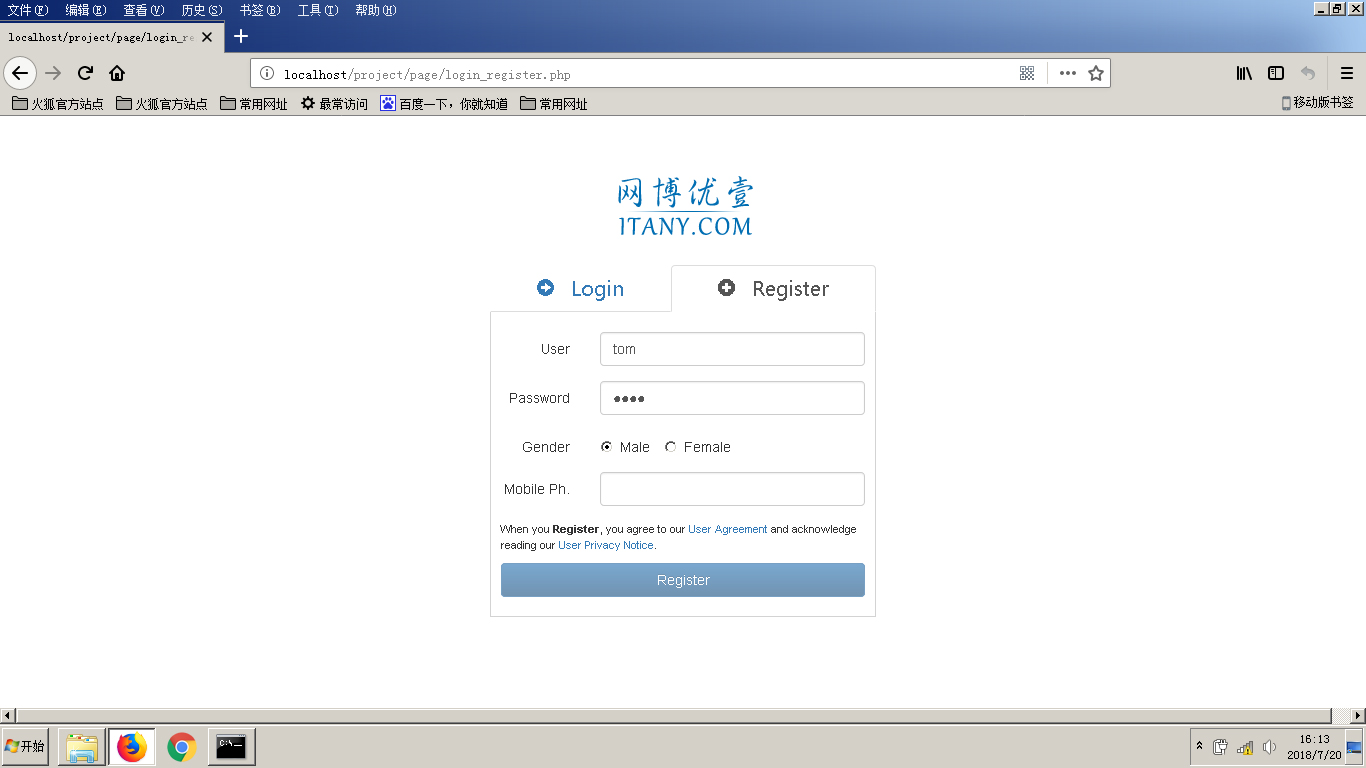 文件(F) 编辑(E) 查看(V) 历史(S) 书签(B) 工具(T) 帮助(H)
localhost/project/page/login_re
localhost/project/page/login_register.php
火狐官方站点 火狐官方站点 常用网址 最常访问 百度一下，你就知道 常用网址 移动版书签
网博优壹
ITANY.COM
Login Register
User tom
Password
Gender Male Female
Mobile Ph.
When you Register, you agree to our User Agreement and acknowledge
reading our User Privacy Notice.
Register
开始 C:\ 16:13
2018/7/20